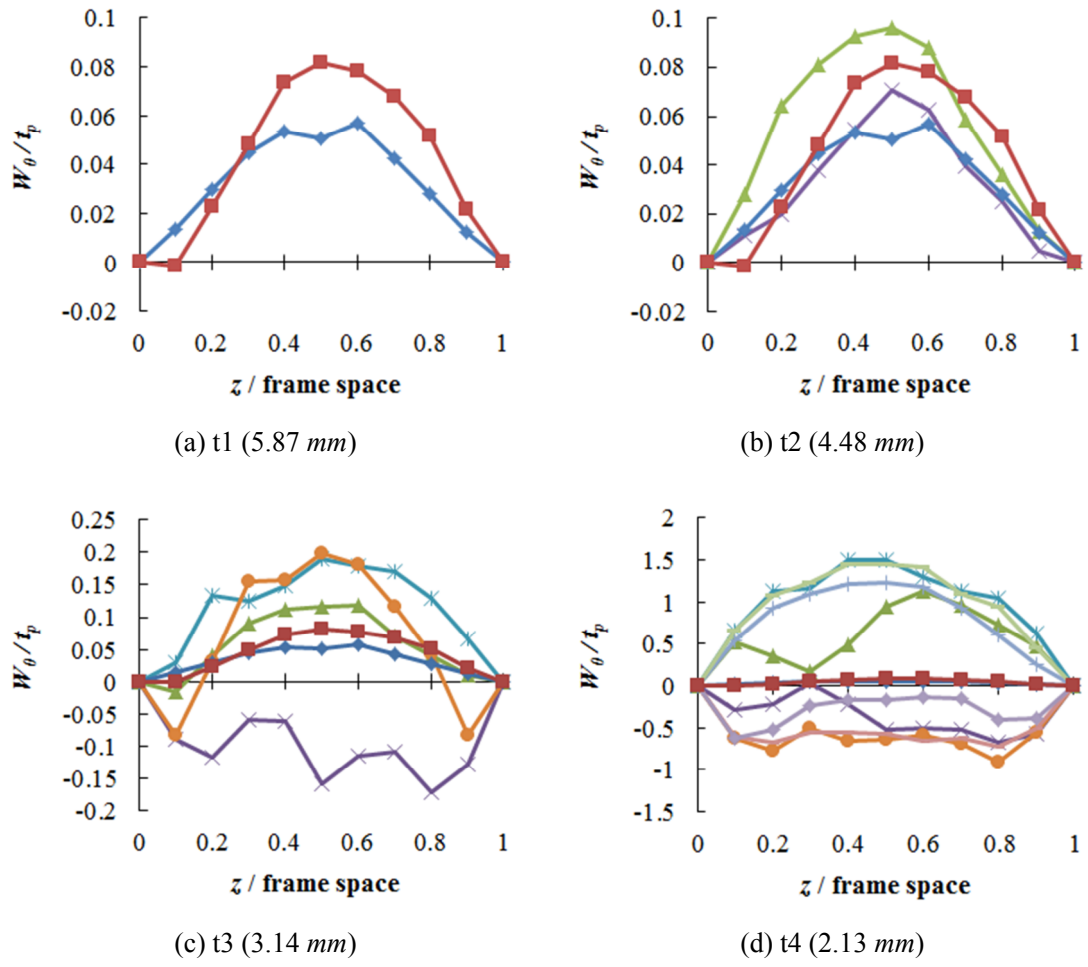 0.1
0.08
0.06
0.04
0.02
0
-0.02
Wθ/tp
0 0.2 0.4 0.6 0.8 1
z / frame space
(a) t1 (5.87 mm)
0.1
0.08
0.06
0.04
0.02
0
-0.02
Wθ/tp
0 0.2 0.4 0.6 0.8 1
z / frame space
(b) t2 (4.48 mm)
0.25
0.2
0.15
0.1
0.05
0
-0.05
-0.1
-0.15
-0.2
Wθ/tp
0 0.2 0.4 0.6 0.8 1
z / frame space
(c) t3 (3.14 mm)
2
1.5
1
0.5
0
-0.5
-1
-1.5
Wθ/tp
0 0.2 0.4 0.6 0.8 1
z / frame space
(d) t4 (2.13 mm)